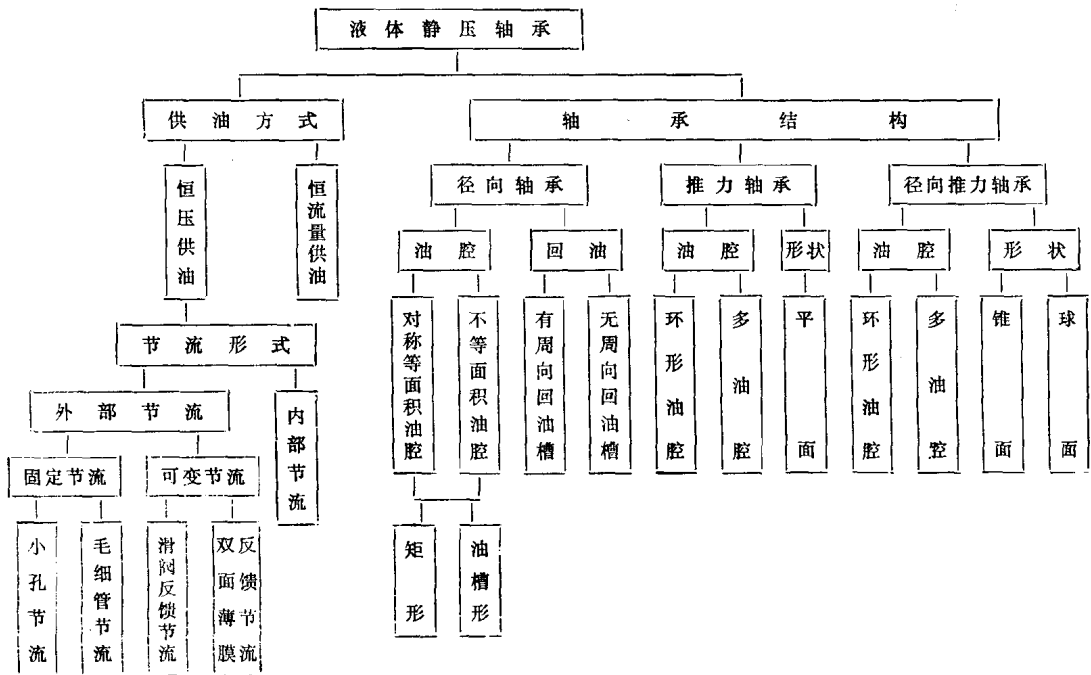 液体静压轴承
供油方式
轴承结构
恒压供油
恒流量供油
径向轴承
推力轴承
径向推力轴承
油腔
回油
油腔
形状
油腔
形状
对称等面积油腔
不等面积油腔
有周向回油槽
无周向回油槽
环形油腔
多油腔
平面
环形油腔
多油腔
锥面
球面
节流形式
外部节流
内部节流
固定节流
可变节流
小孔节流
毛细管节流
滑阀反馈节流
双面薄膜
反馈节流
矩形
油槽形